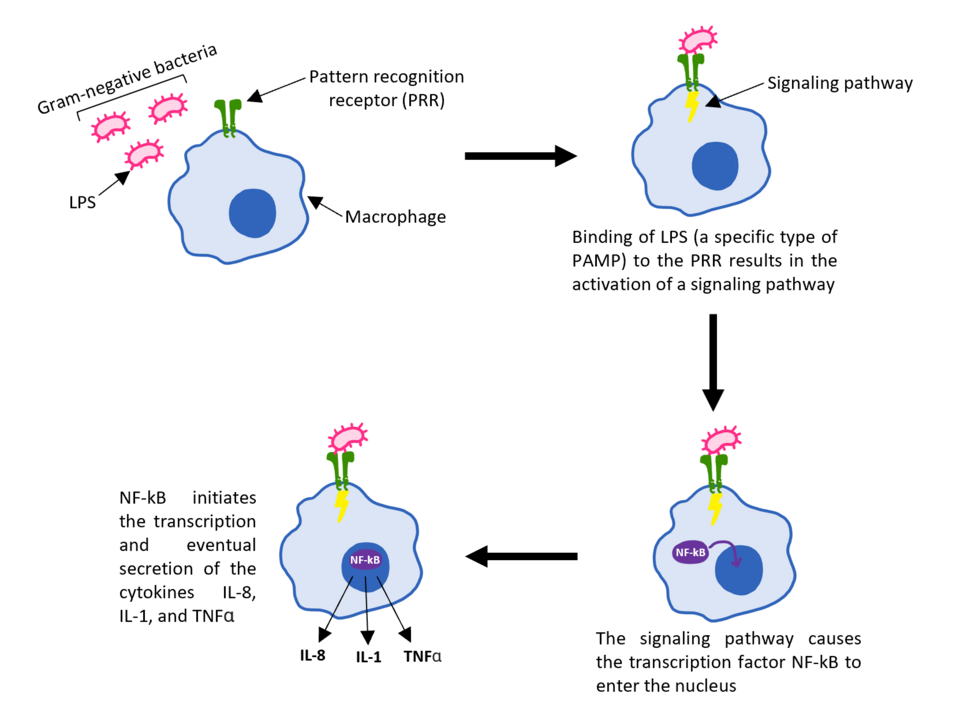 Gram-negative bacteria
Pattern recognition
receptor (PRR)
LPS
Macrophage
Signaling pathway
Binding of LPS (a specific type of
PAMP) to the PRR results in the
activation of a signaling pathway
NF-kB
The signaling pathway causes
the transcription factor NF-kB to
enter the nucleus
NF-kB initiates
the transcription
and eventual
secretion of the
cytokines IL-8,
IL-1, and TNFα
NF-kB
IL-8
IL-1
TNFα